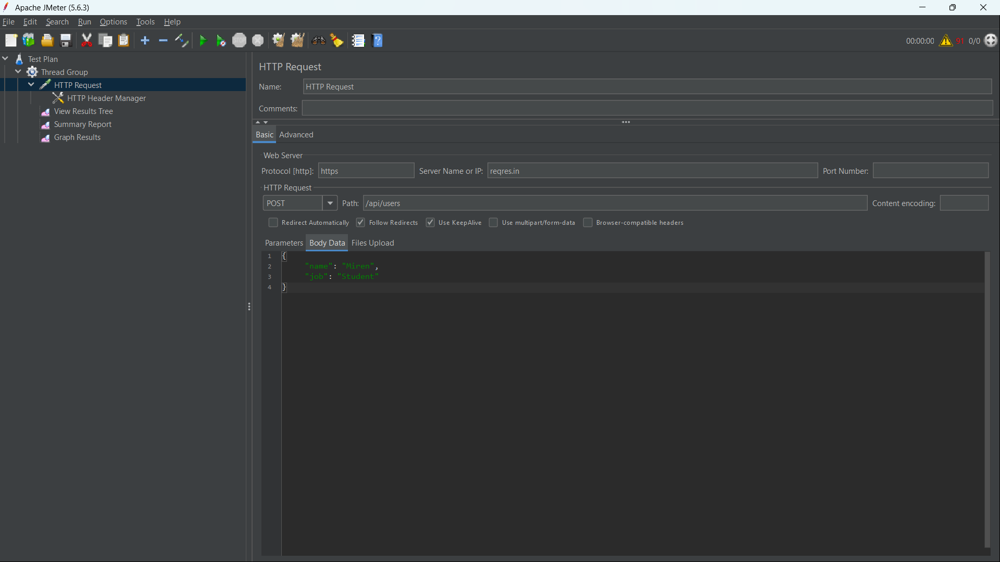 Apache JMeter (5.6.3)
File Edit Search Run Options Tools Help
STOP
00:00:00 91 0/0
Test Plan
Thread Group
HTTP Request
HTTP Header Manager
View Results Tree
Summary Report
Graph Results
HTTP Request
Name: HTTP Request
Comments:
Basic Advanced
Web Server
Protocol [http]: https Server Name or IP: reqres.in Port Number:
HTTP Request
POST Path: /api/users Content encoding:
Redirect Automatically Follow Redirects Use KeepAlive Use multipart/form-data Browser-compatible headers
Parameters Body Data Files Upload
1 {
2 "name": "Miren",
3 "job": "Student"
4 }